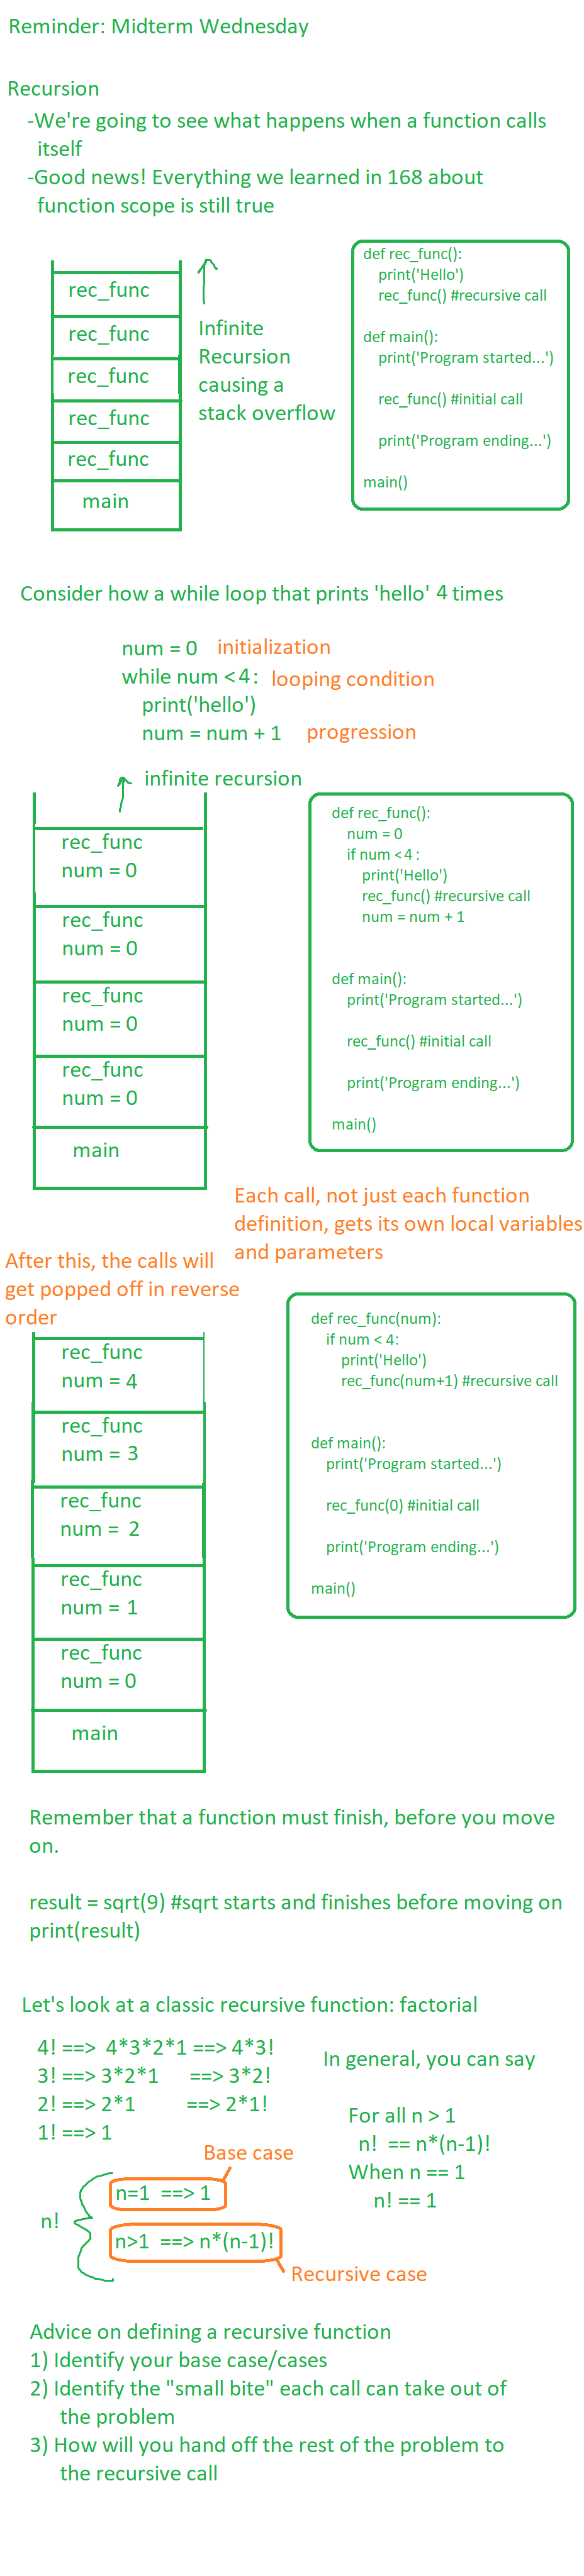 Reminder: Midterm Wednesday
Recursion
-We're going to see what happens when a function calls
itself
-Good news! Everything we learned in 168 about
function scope is still true
rec_func
rec_func
rec_func
rec_func
rec_func
main
Infinite
Recursion
causing a
stack overflow
def rec_func():
print('Hello')
rec_func() #recursive call
def main():
print('Program started...')
rec_func() #initial call
print('Program ending...')
main()
Consider how a while loop that prints 'hello' 4 times
num = 0 initialization
while num < 4: looping condition
print('hello')
num = num + 1 progression
infinite recursion
rec_func
num = 0
rec_func
num = 0
rec_func
num = 0
rec_func
num = 0
main
def rec_func():
num = 0
if num < 4 :
print('Hello')
rec_func() #recursive call
num = num + 1
def main():
print('Program started...')
rec_func() #initial call
print('Program ending...')
main()
Each call, not just each function
definition, gets its own local variables
and parameters
After this, the calls will
get popped off in reverse
order
rec_func
num = 4
rec_func
num = 3
rec_func
num = 2
rec_func
num = 1
rec_func
num = 0
main
def rec_func(num):
if num < 4:
print('Hello')
rec_func(num+1) #recursive call
def main():
print('Program started...')
rec_func(0) #initial call
print('Program ending...')
main()
Remember that a function must finish, before you move
on.
result = sqrt(9) #sqrt starts and finishes before moving on
print(result)
Let's look at a classic recursive function: factorial
4! ==> 4*3*2*1 ==> 4*3!
3! ==> 3*2*1 ==> 3*2!
2! ==> 2*1 ==> 2*1!
1! ==> 1
In general, you can say
For all n > 1
n! == n*(n-1)!
When n == 1
n! == 1
Base case
n=1 ==> 1
n!
n>1 ==> n*(n-1)!
Recursive case
Advice on defining a recursive function
1) Identify your base case/cases
2) Identify the "small bite" each call can take out of
the problem
3) How will you hand off the rest of the problem to
the recursive call